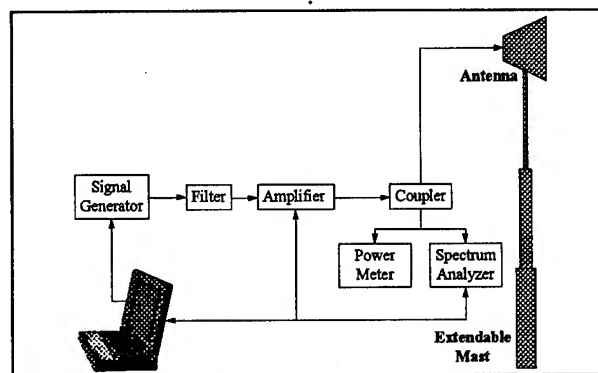 Antenna
Signal
Generator
Filter
Amplifier
Coupler
Power
Meter
Spectrum
Analyzer
Extendable
Mast